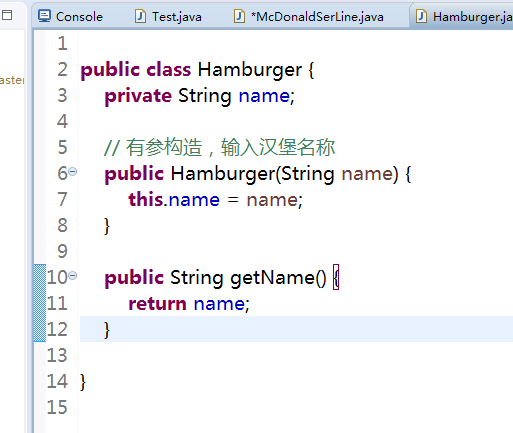 Console Test.java *McDonaldSerLine.java Hamburger.ja
1
aster
2 public class Hamburger {
3 private String name;
4
5 // 有参构造，输入汉堡名称
6 public Hamburger(String name) {
7 this.name = name;
8 }
9
10 public String getName() {
11 return name;
12 }
13
14 }
15